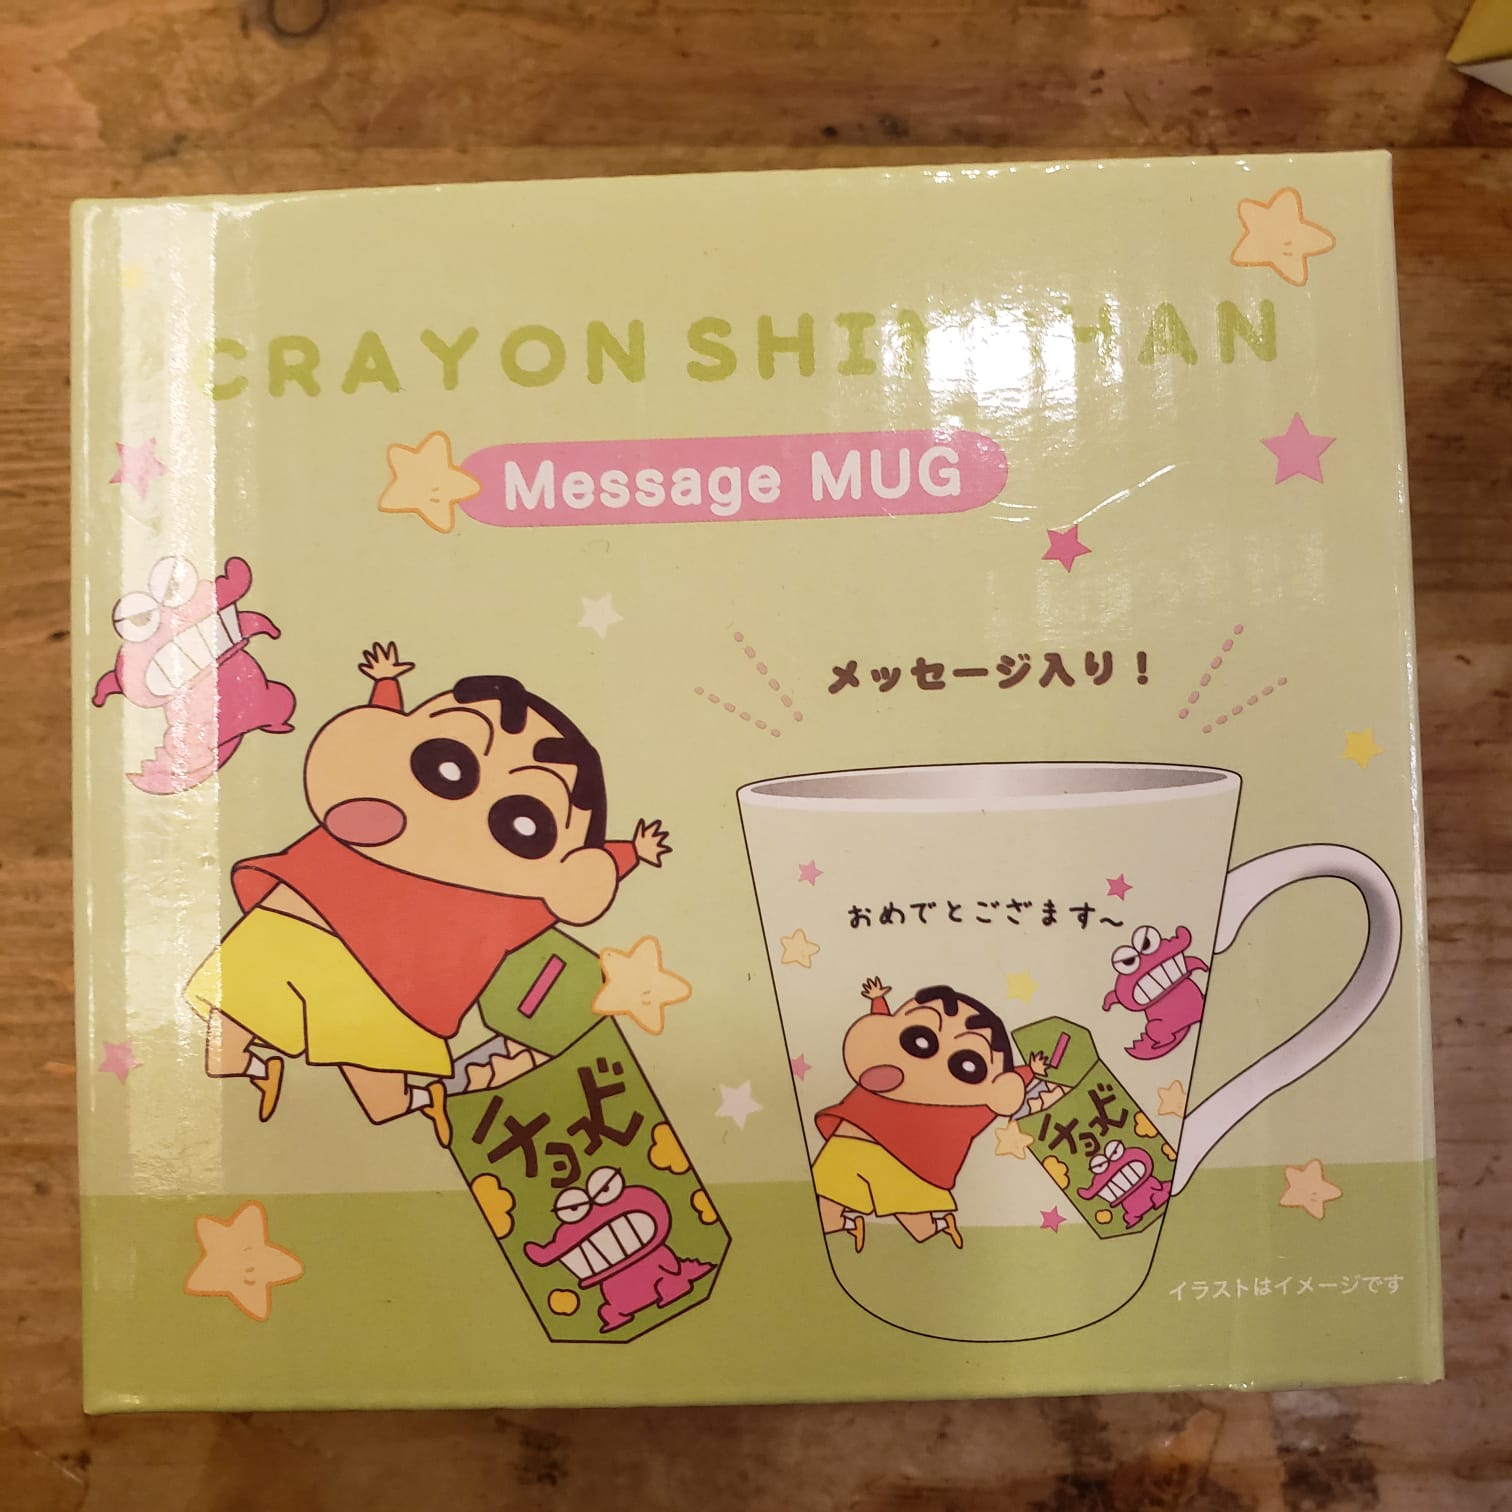 CRAYON SHINCHAN
Message MUG
メッセージ入り!
おめでとござます~
チョコビ
チョコビ
イラストはイメージです